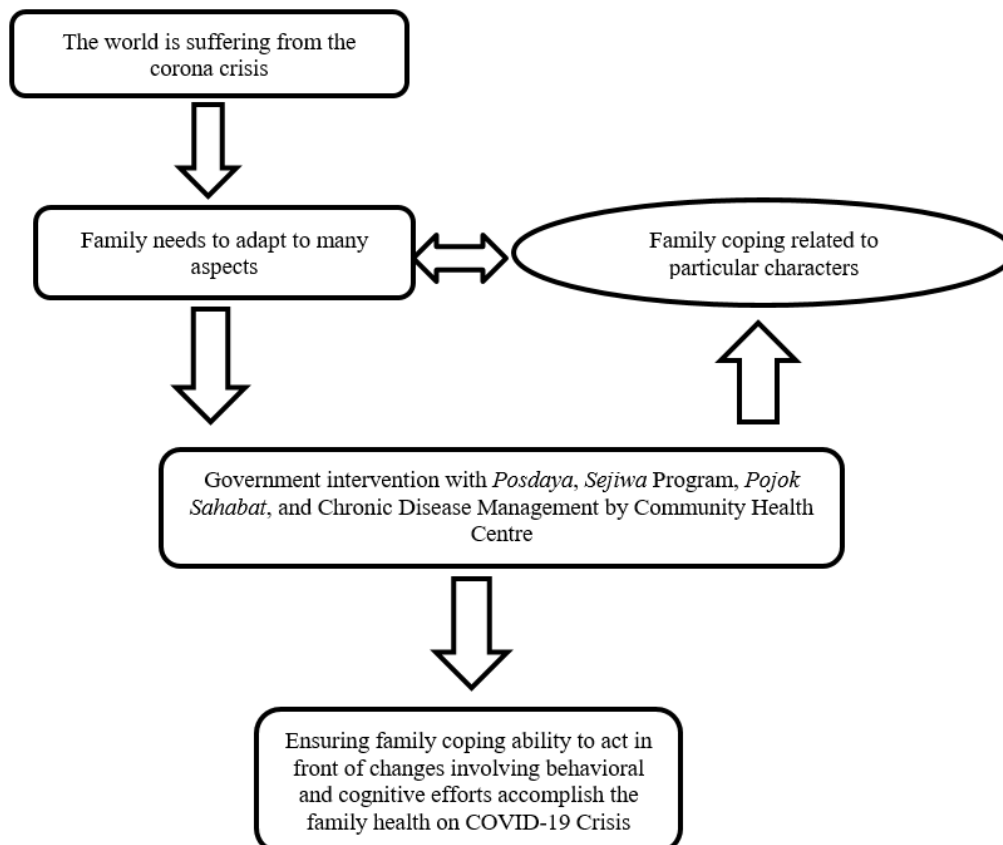 The world is suffering from the
corona crisis
Family needs to adapt to many
aspects
Family coping related to
particular characters
Government intervention with Posdaya, Sejiwa Program, Pojok
Sahabat, and Chronic Disease Management by Community Health
Centre
Ensuring family coping ability to act in
front of changes involving behavioral
and cognitive efforts accomplish the
family health on COVID-19 Crisis